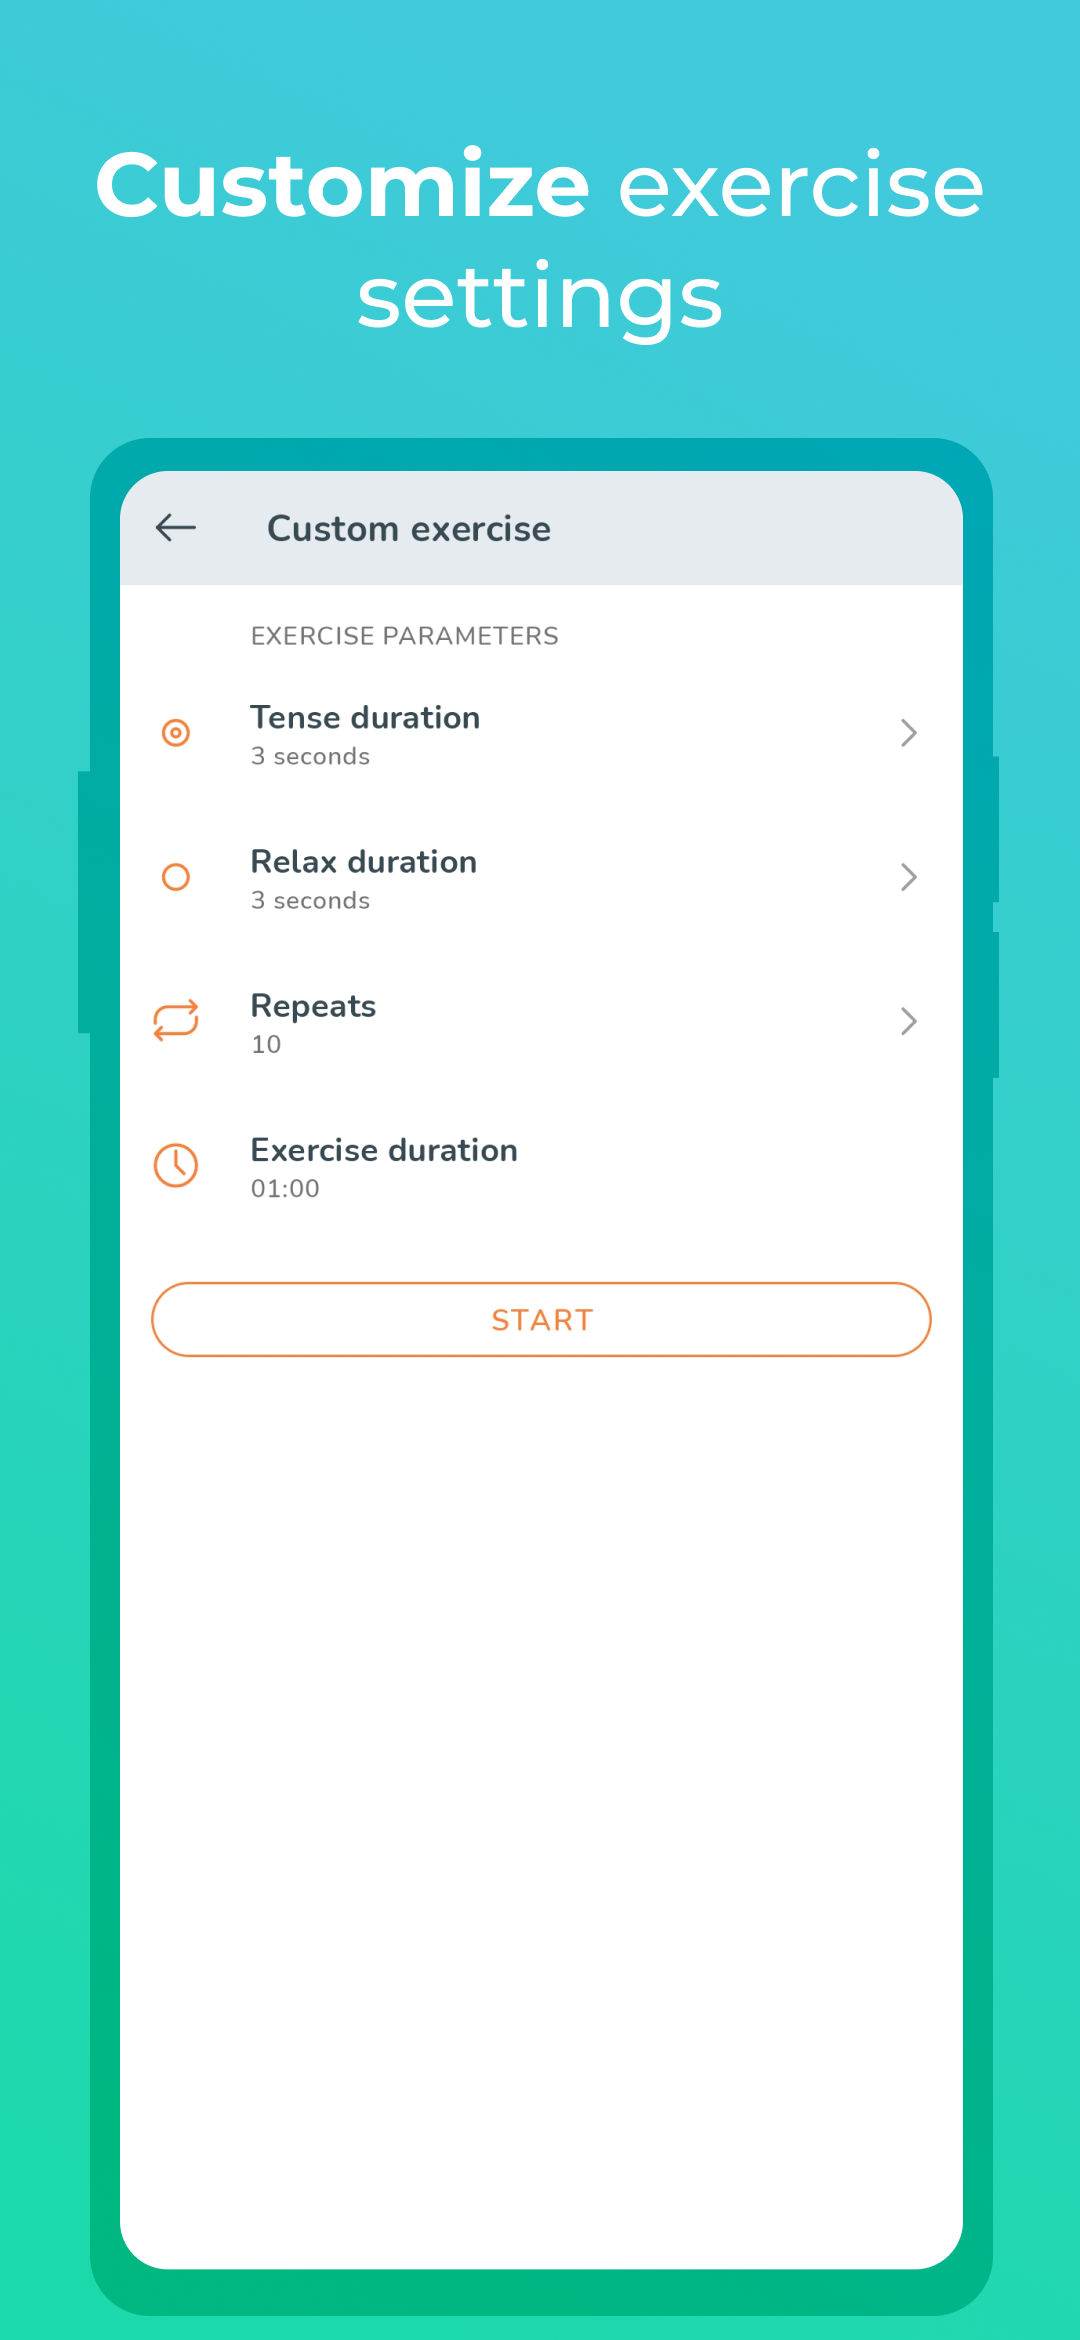 Customize exercise
settings
Custom exercise
EXERCISE PARAMETERS
Tense duration
3 seconds
Relax duration
3 seconds
Repeats
10
Exercise duration
01:00
START